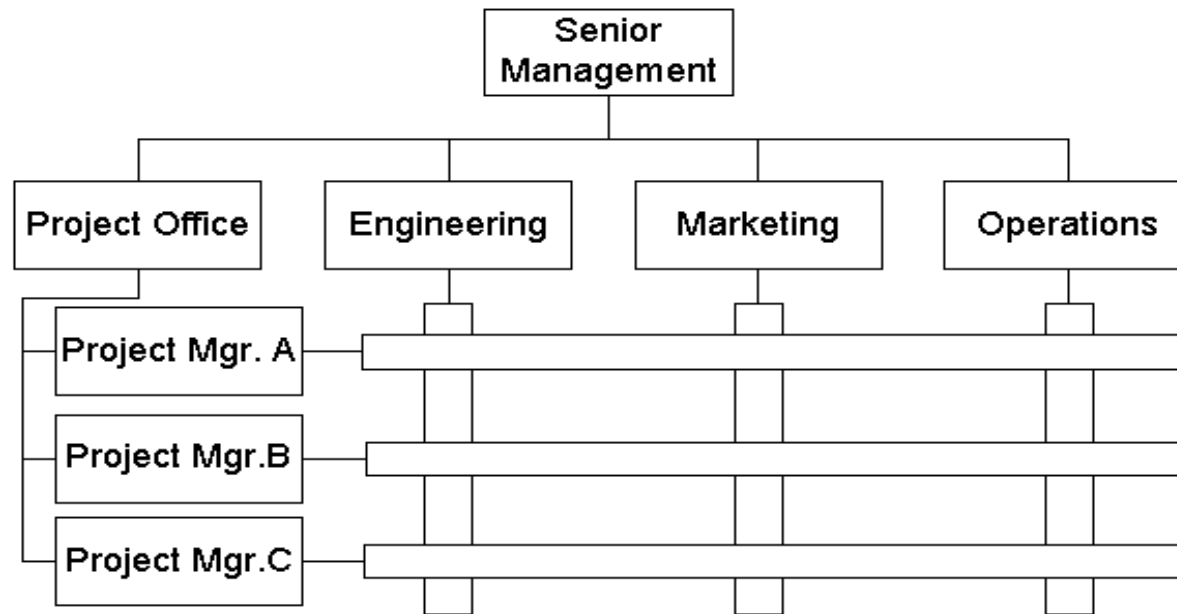 Senior
Management
Project Office
Engineering
Marketing
Operations
Project Mgr. A
Project Mgr.B
Project Mgr.C